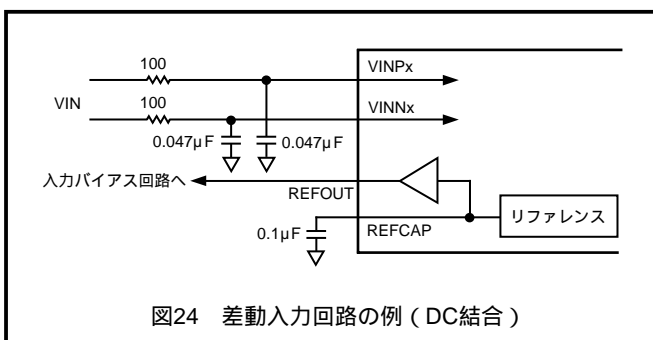 100
VINPx
VIN
100
VINNx
0.047µF
0.047µF
入力バイアス回路へ
REFOUT
リファレンス
0.1µF
REFCAP
図24 差動入力回路の例(DC結合)